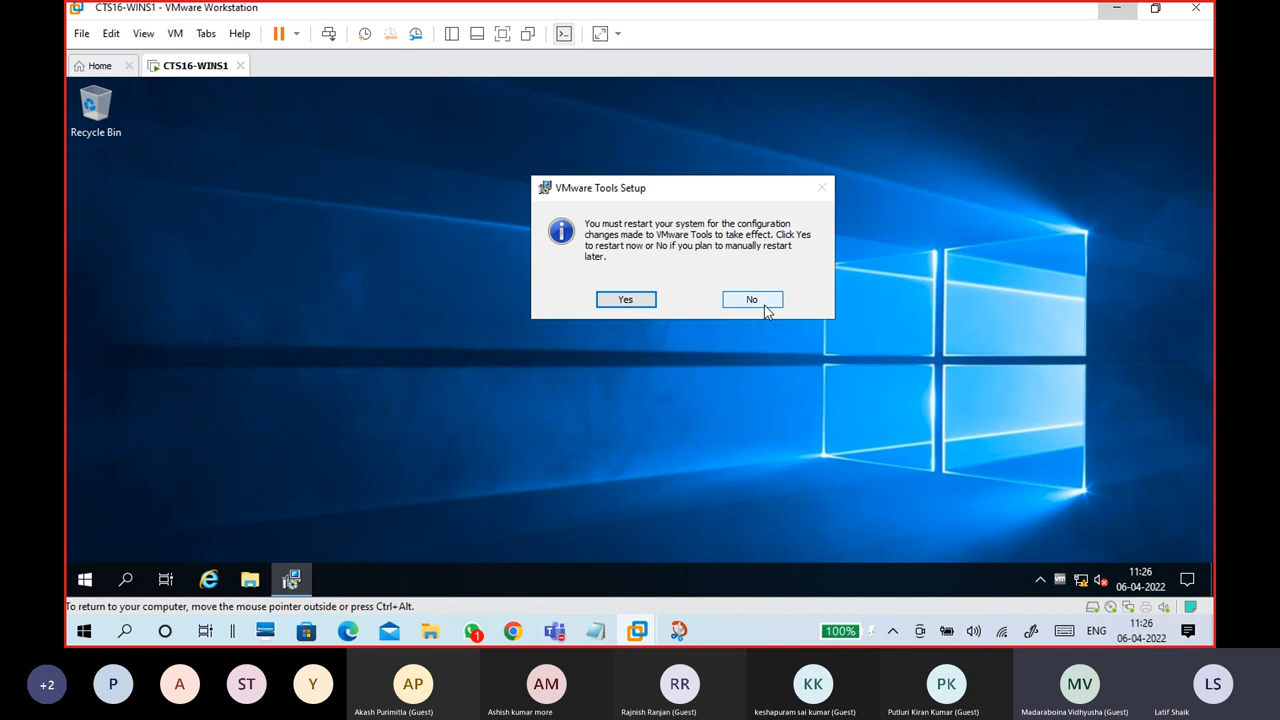 CTS16-WINS1 - VMware Workstation
File Edit View VM Tabs Help
Home CTS16-WINS1
Recycle Bin
VMware Tools Setup
You must restart your system for the configuration
changes made to VMware Tools to take effect. Click Yes
to restart now or No if you plan to manually restart
later.
Yes No
vm
11:26
06-04-2022
To return to your computer, move the mouse pointer outside or press Ctrl+Alt.
1
100%
ENG
11:26
06-04-2022
+2 P A ST Y AP AM RR KK PK MV LS
Akash Purimitla (Guest) Ashish kumar more Rajnish Ranjan (Guest) keshapuram sai kumar (Guest) Putluri Kiran Kumar (Guest) Madaraboina Vidhyusha (Guest) Latif Shaik